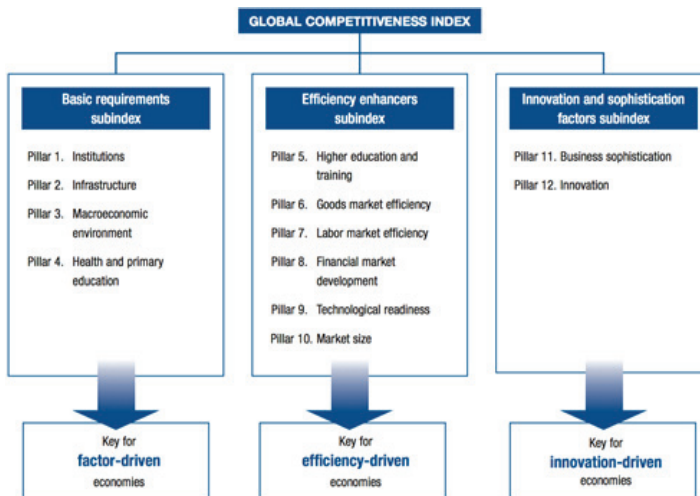 GLOBAL COMPETITIVENESS INDEX
Basic requirements
subindex
Pillar 1. Institutions
Pillar 2. Infrastructure
Pillar 3. Macroeconomic
environment
Pillar 4. Health and primary
education
Key for
factor-driven
economies
Efficiency enhancers
subindex
Pillar 5. Higher education and
training
Pillar 6. Goods market efficiency
Pillar 7. Labor market efficiency
Pillar 8. Financial market
development
Pillar 9. Technological readiness
Pillar 10. Market size
Key for
efficiency-driven
economies
Innovation and sophistication
factors subindex
Pillar 11. Business sophistication
Pillar 12. Innovation
Key for
innovation-driven
economies